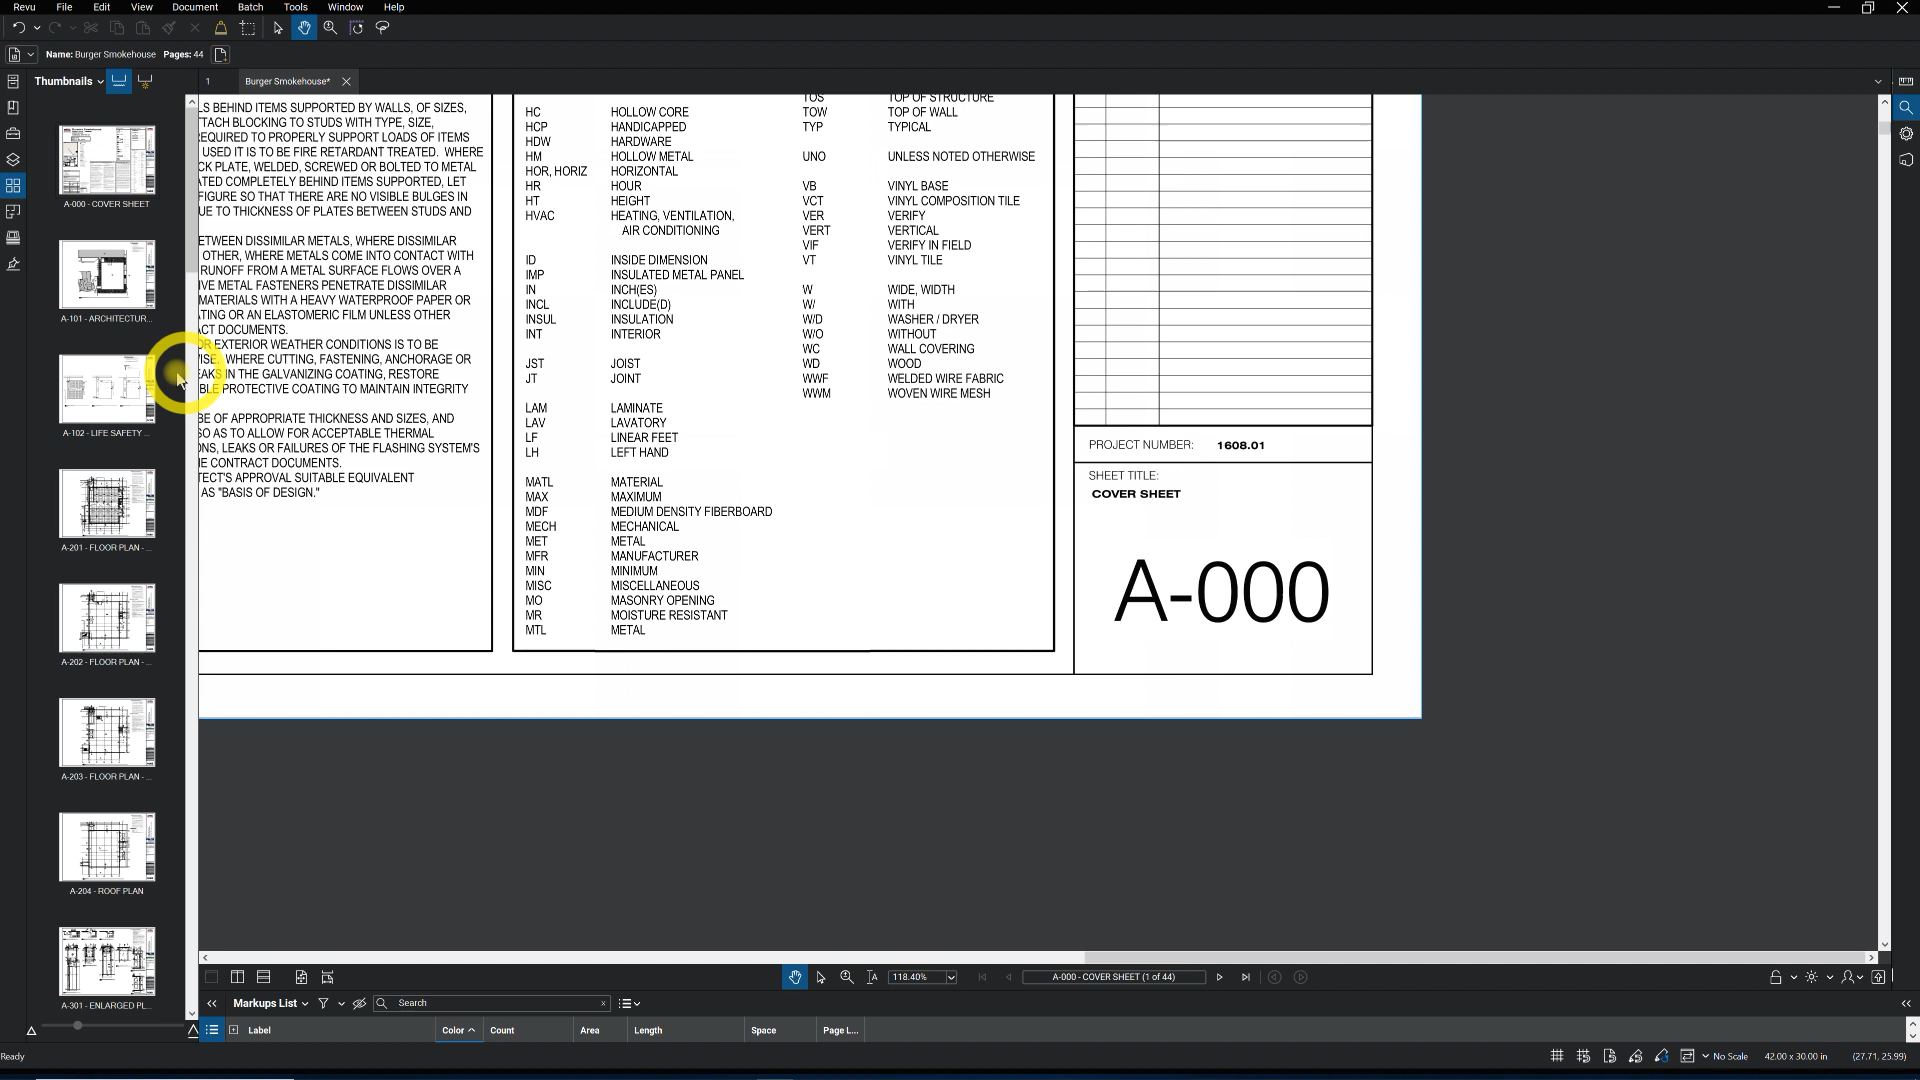 Revu File Edit View Document Batch Tools Window Help
Name: Burger Smokehouse Pages: 44
Thumbnails
1 Burger Smokehouse*
A-000 - COVER SHEET
A-101 - ARCHITECTUR...
A-102 - LIFE SAFETY ...
A-201 - FLOOR PLAN - ...
A-202 - FLOOR PLAN - ...
A-203 - FLOOR PLAN - ...
A-204 - ROOF PLAN
A-301 - ENLARGED PL...
LS BEHIND ITEMS SUPPORTED BY WALLS, OF SIZES,
TTACH BLOCKING TO STUDS WITH TYPE, SIZE,
REQUIRED TO PROPERLY SUPPORT LOADS OF ITEMS
USED IT IS TO BE FIRE RETARDANT TREATED. WHERE
CK PLATE, WELDED, SCREWED OR BOLTED TO METAL
ATED COMPLETELY BEHIND ITEMS SUPPORTED, LET
FIGURE SO THAT THERE ARE NO VISIBLE BULGES IN
UE TO THICKNESS OF PLATES BETWEEN STUDS AND
ETWEEN DISSIMILAR METALS, WHERE DISSIMILAR
OTHER, WHERE METALS COME INTO CONTACT WITH
RUNOFF FROM A METAL SURFACE FLOWS OVER A
IVE METAL FASTENERS PENETRATE DISSIMILAR
MATERIALS WITH A HEAVY WATERPROOF PAPER OR
ATING OR AN ELASTOMERIC FILM UNLESS OTHER
ACT DOCUMENTS.
OR EXTERIOR WEATHER CONDITIONS IS TO BE
ISE. WHERE CUTTING, FASTENING, ANCHORAGE OR
EAKS IN THE GALVANIZING COATING, RESTORE
BLE PROTECTIVE COATING TO MAINTAIN INTEGRITY
BE OF APPROPRIATE THICKNESS AND SIZES, AND
SO AS TO ALLOW FOR ACCEPTABLE THERMAL
ONS, LEAKS OR FAILURES OF THE FLASHING SYSTEM'S
E CONTRACT DOCUMENTS.
TECT'S APPROVAL SUITABLE EQUIVALENT
AS "BASIS OF DESIGN."
HC HOLLOW CORE
HCP HANDICAPPED
HDW HARDWARE
HM HOLLOW METAL
HOR, HORIZ HORIZONTAL
HR HOUR
HT HEIGHT
HVAC HEATING, VENTILATION,
AIR CONDITIONING
ID INSIDE DIMENSION
IMP INSULATED METAL PANEL
IN INCH(ES)
INCL INCLUDE(D)
INSUL INSULATION
INT INTERIOR
JST JOIST
JT JOINT
LAM LAMINATE
LAV LAVATORY
LF LINEAR FEET
LH LEFT HAND
MATL MATERIAL
MAX MAXIMUM
MDF MEDIUM DENSITY FIBERBOARD
MECH MECHANICAL
MET METAL
MFR MANUFACTURER
MIN MINIMUM
MISC MISCELLANEOUS
MO MASONRY OPENING
MR MOISTURE RESISTANT
MTL METAL
TOS TOP OF STRUCTURE
TOW TOP OF WALL
TYP TYPICAL
UNO UNLESS NOTED OTHERWISE
VB VINYL BASE
VCT VINYL COMPOSITION TILE
VER VERIFY
VERT VERTICAL
VIF VERIFY IN FIELD
VT VINYL TILE
W WIDE, WIDTH
W/ WITH
W/D WASHER / DRYER
W/O WITHOUT
WC WALL COVERING
WD WOOD
WWF WELDED WIRE FABRIC
WWM WOVEN WIRE MESH
PROJECT NUMBER: 1608.01
SHEET TITLE:
COVER SHEET
A-000
118.40% A-000 - COVER SHEET (1 of 44)
Markups List Search
Label Color Count Area Length Space Page L...
Ready No Scale 42.00 x 30.00 in (27.71, 25.99)